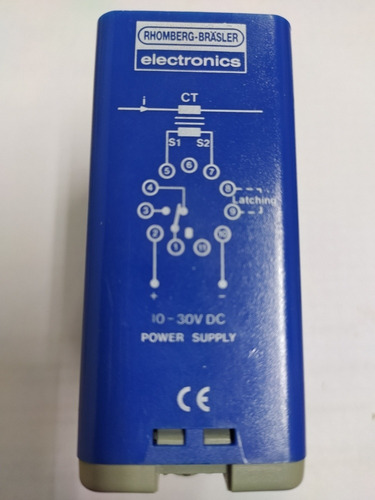 RHOMBERG-BRÄSLER
electronics
CT
i
S1 S2
5 6 7
4 8
Latching
3 9
2 10
1 11
+ −
10 - 30V DC
POWER SUPPLY
CE